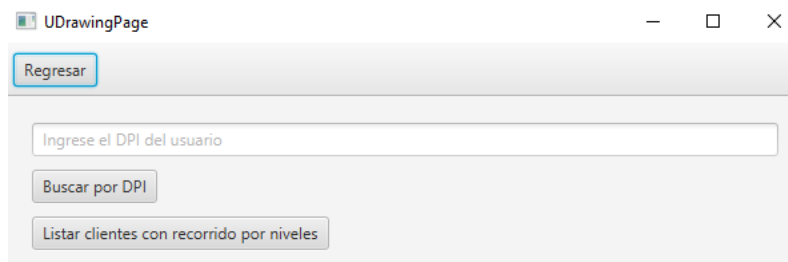 UDrawingPage
Regresar
Ingrese el DPI del usuario
Buscar por DPI
Listar clientes con recorrido por niveles